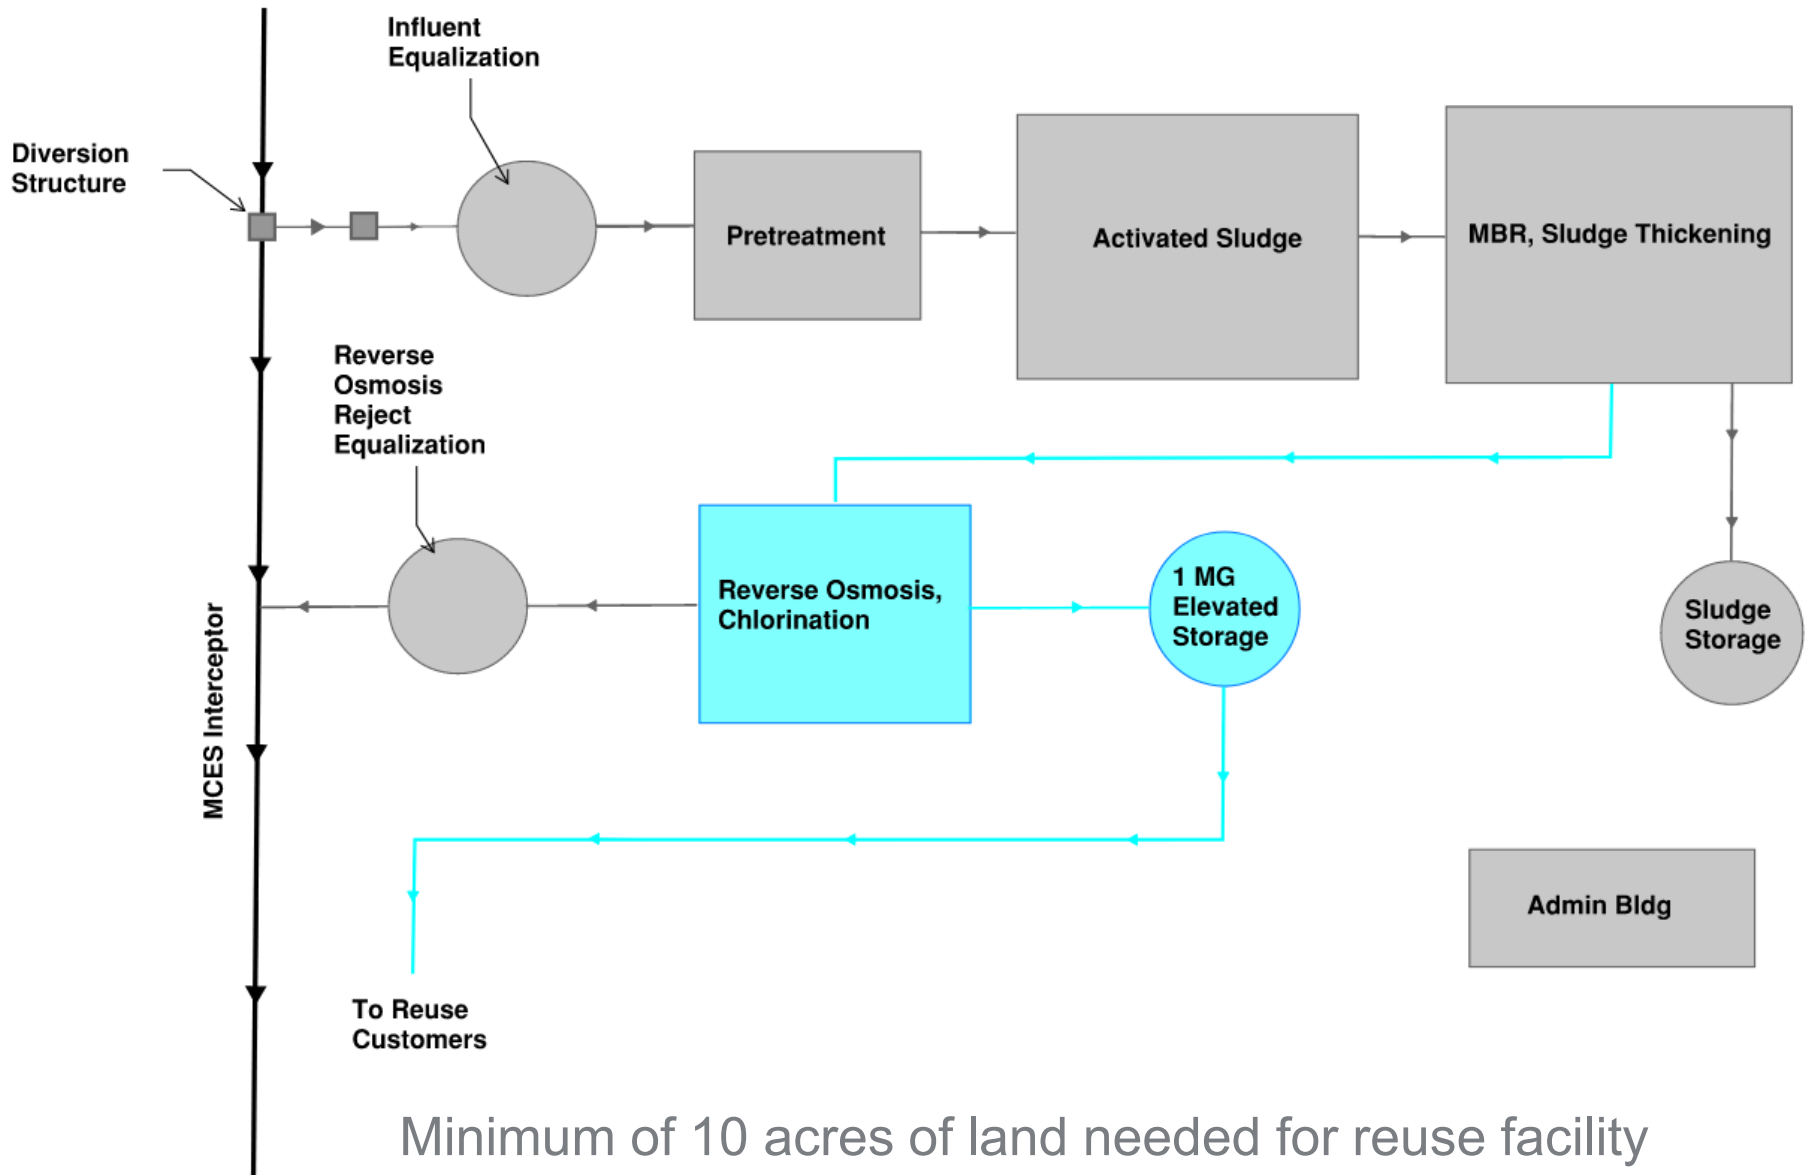 Influent
Equalization
Diversion
Structure
Pretreatment
Activated Sludge
MBR, Sludge Thickening
Reverse
Osmosis
Reject
Equalization
Reverse Osmosis,
Chlorination
1 MG
Elevated
Storage
Sludge
Storage
MCES Interceptor
Admin Bldg
To Reuse
Customers
Minimum of 10 acres of land needed for reuse facility